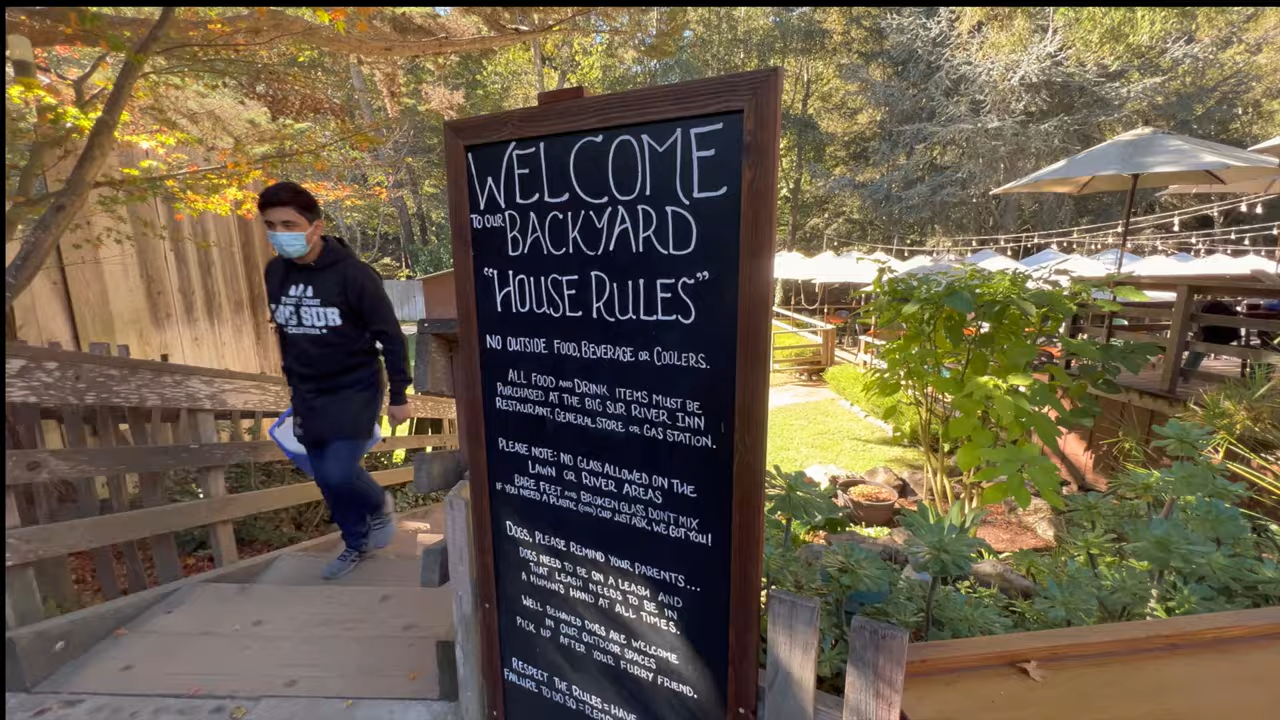 WELCOME
TO OUR BACKYARD
"HOUSE RULES"
NO OUTSIDE FOOD, BEVERAGE OR COOLERS.
ALL FOOD AND DRINK ITEMS MUST BE
PURCHASED AT THE BIG SUR RIVER INN
RESTAURANT, GENERAL STORE OR GAS STATION.
PLEASE NOTE: NO GLASS ALLOWED ON THE
LAWN OR RIVER AREAS
BARE FEET AND BROKEN GLASS DON'T MIX
IF YOU NEED A PLASTIC (CORN) CUP JUST ASK, WE GOT YOU!
DOGS, PLEASE REMIND YOUR PARENTS...
DOGS NEED TO BE ON A LEASH AND
THAT LEASH NEEDS TO BE IN
A HUMAN'S HAND AT ALL TIMES.
WELL BEHAVED DOGS ARE WELCOME
IN OUR OUTDOOR SPACES
PICK UP AFTER YOUR FURRY FRIEND.
RESPECT THE RULES = HAVE
FAILURE TO DO SO =
PACIFIC COAST
BIG SUR
CALIFORNIA